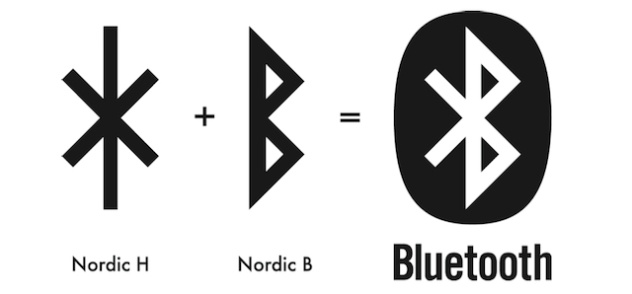 ᚼ + ᛒ =
Nordic H
Nordic B
Bluetooth